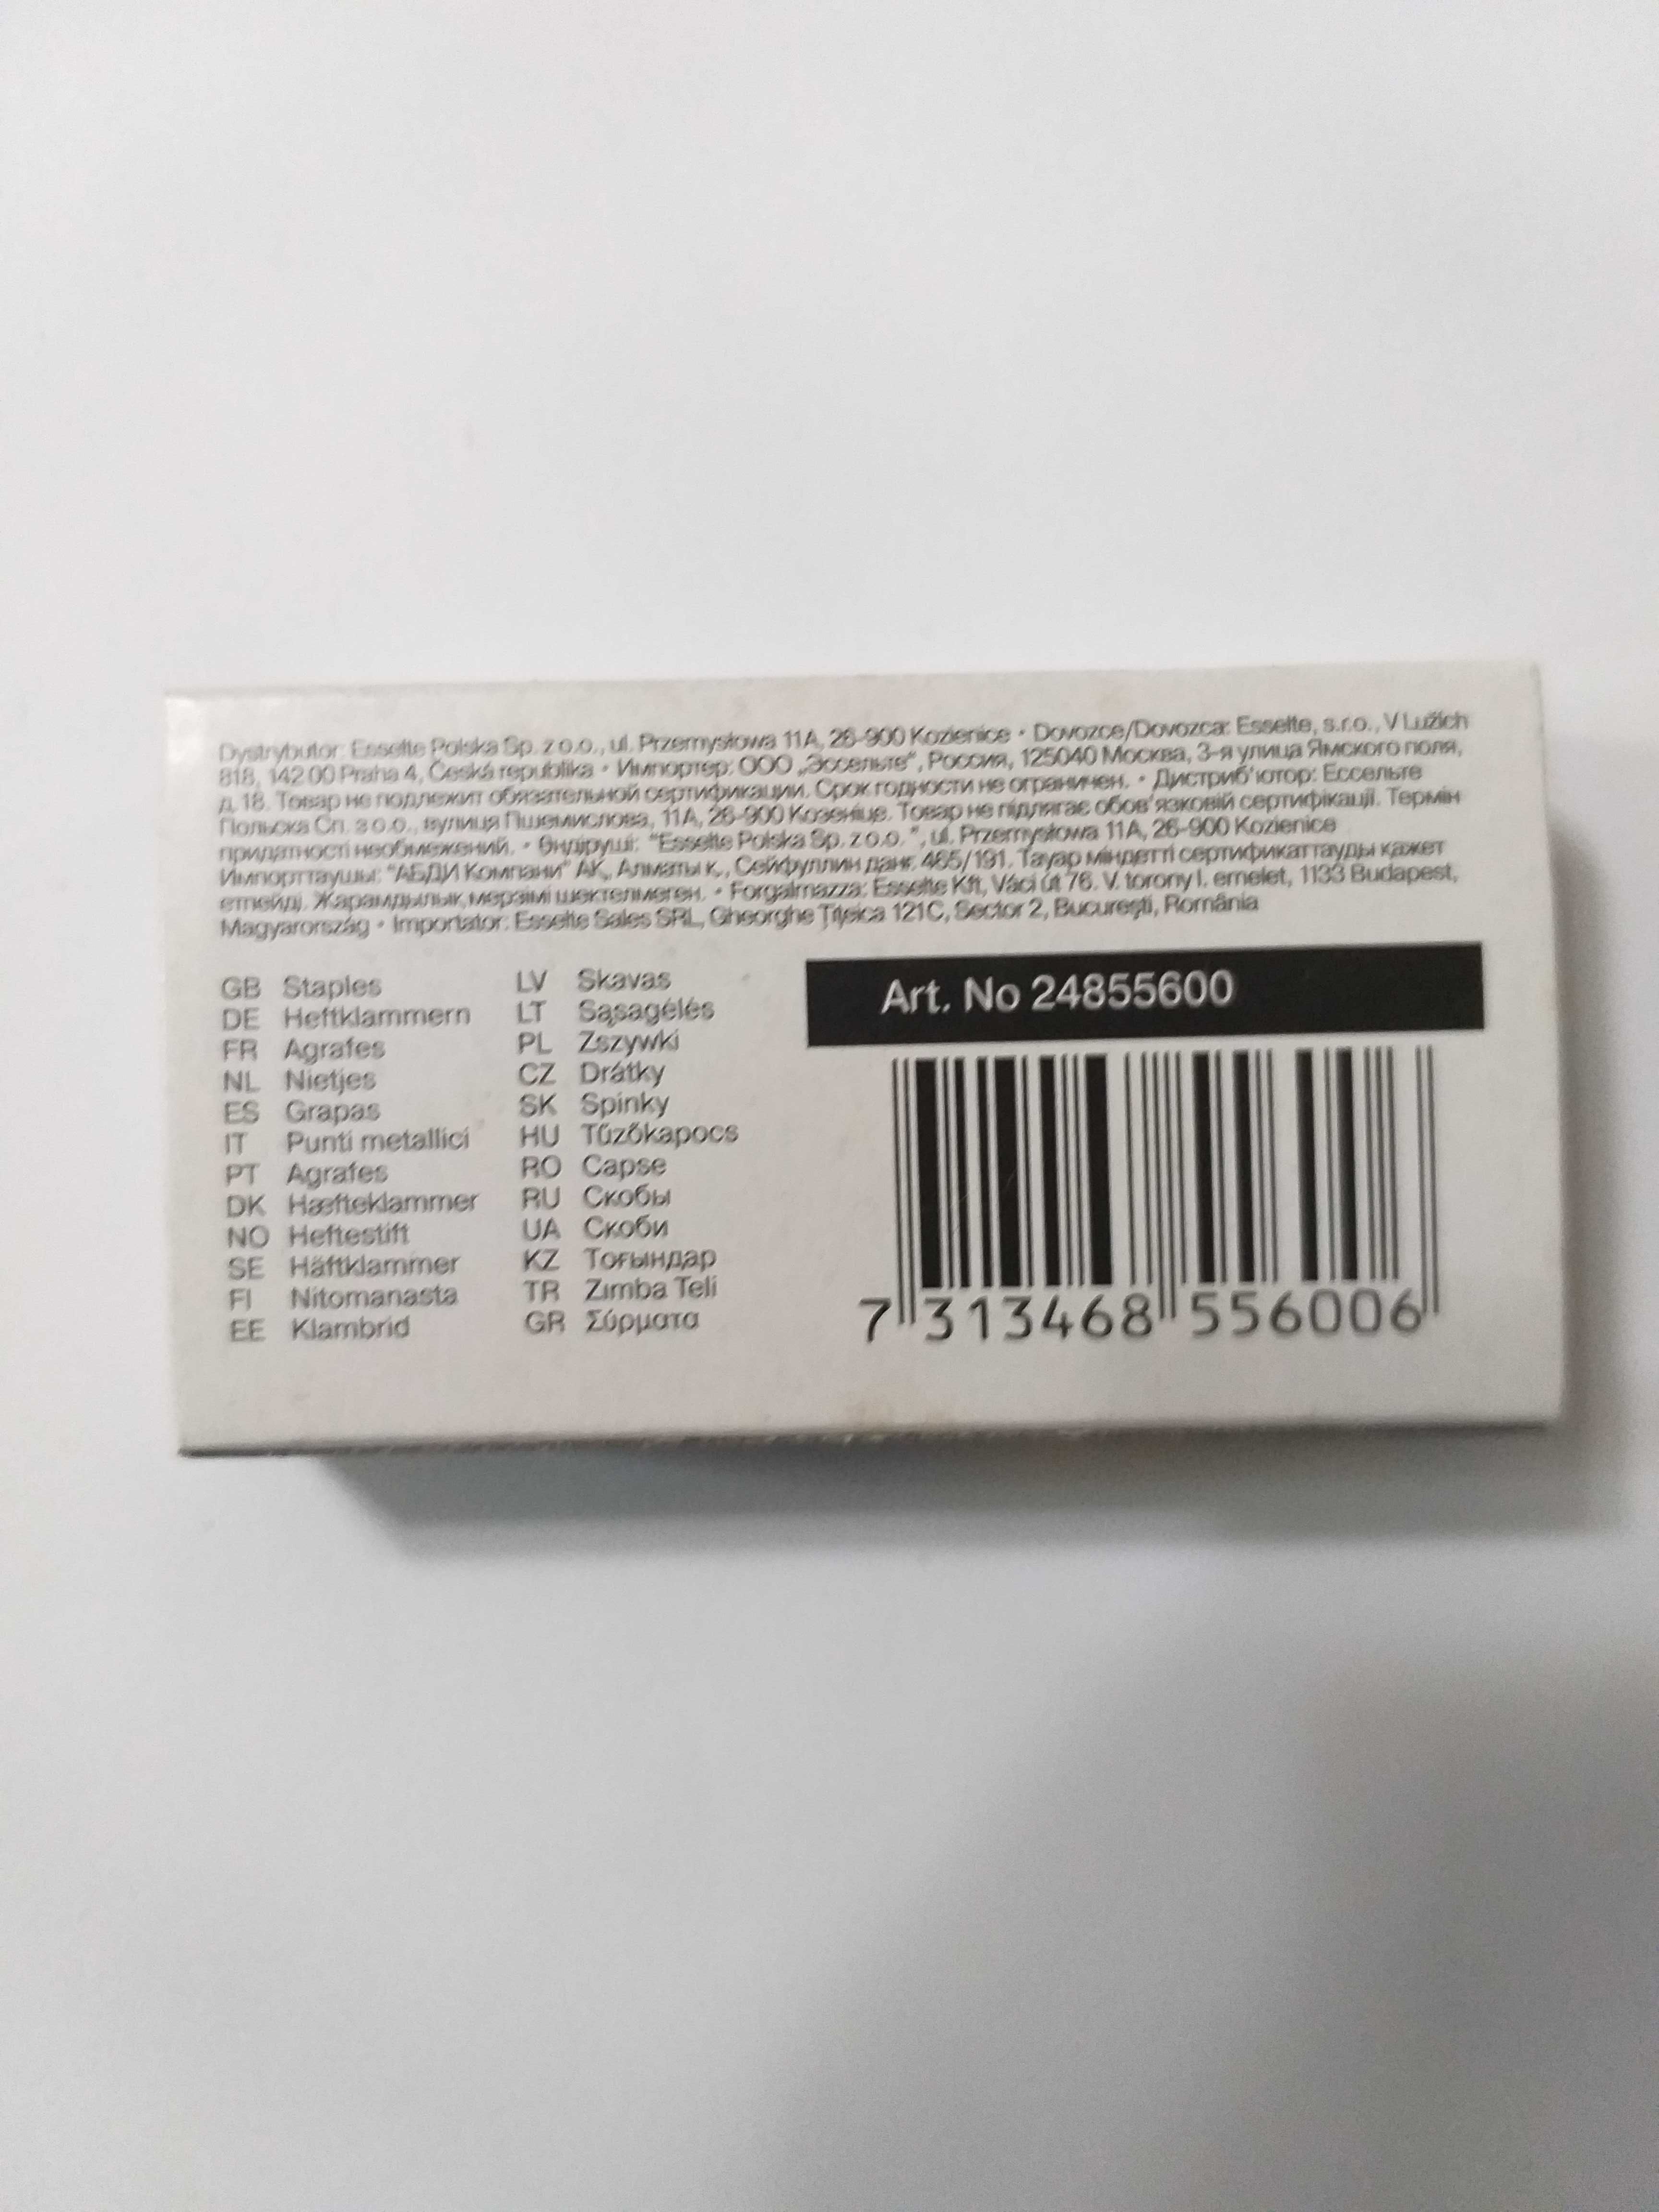 Dystrybutor: Esselte Polska Sp. z o.o., ul. Przemysłowa 11A, 26-900 Kozienice • Dovozce/Dovozca: Esselte, s.r.o., V Lužich
818, 142 00 Praha 4, Česká republika • Импортер: ООО „Эссельте“, Россия, 125040 Москва, 3-я улица Ямского поля,
д. 18. Товар не подлежит обязательной сертификации. Срок годности не ограничен. • Дистриб'ютор: Ессельте
Польска Сп. з о.о., вулиця Пшемислова, 11А, 26-900 Козеніце. Товар не підлягає обов'язковій сертифікації. Термін
придатності необмежений. • Өндіруші: "Esselte Polska Sp. z o.o.", ul. Przemysłowa 11A, 26-900 Kozienice
Импорттаушы: "АБДИ Компани" АҚ, Алматы қ., Сейфуллин даңғ. 465/191. Тауар міндетті сертификаттауды қажет
етпейді. Жарамдылық мерзімі шектелмеген. • Forgalmazza: Esselte Kft, Váci út 76. V. torony I. emelet, 1133 Budapest,
Magyarország • Importator: Esselte Sales SRL, Gheorghe Țițeica 121C, Sector 2, București, România
GB Staples
DE Heftklammern
FR Agrafes
NL Nietjes
ES Grapas
IT Punti metallici
PT Agrafes
DK Hæfteklammer
NO Heftestift
SE Häftklammer
FI Nitomanasta
EE Klambrid
LV Skavas
LT Sąsagėlės
PL Zszywki
CZ Drátky
SK Spinky
HU Tűzőkapocs
RO Capse
RU Скобы
UA Скоби
KZ Тоғындар
TR Zımba Teli
GR Σύρματα
Art. No 24855600
7 313468 556006